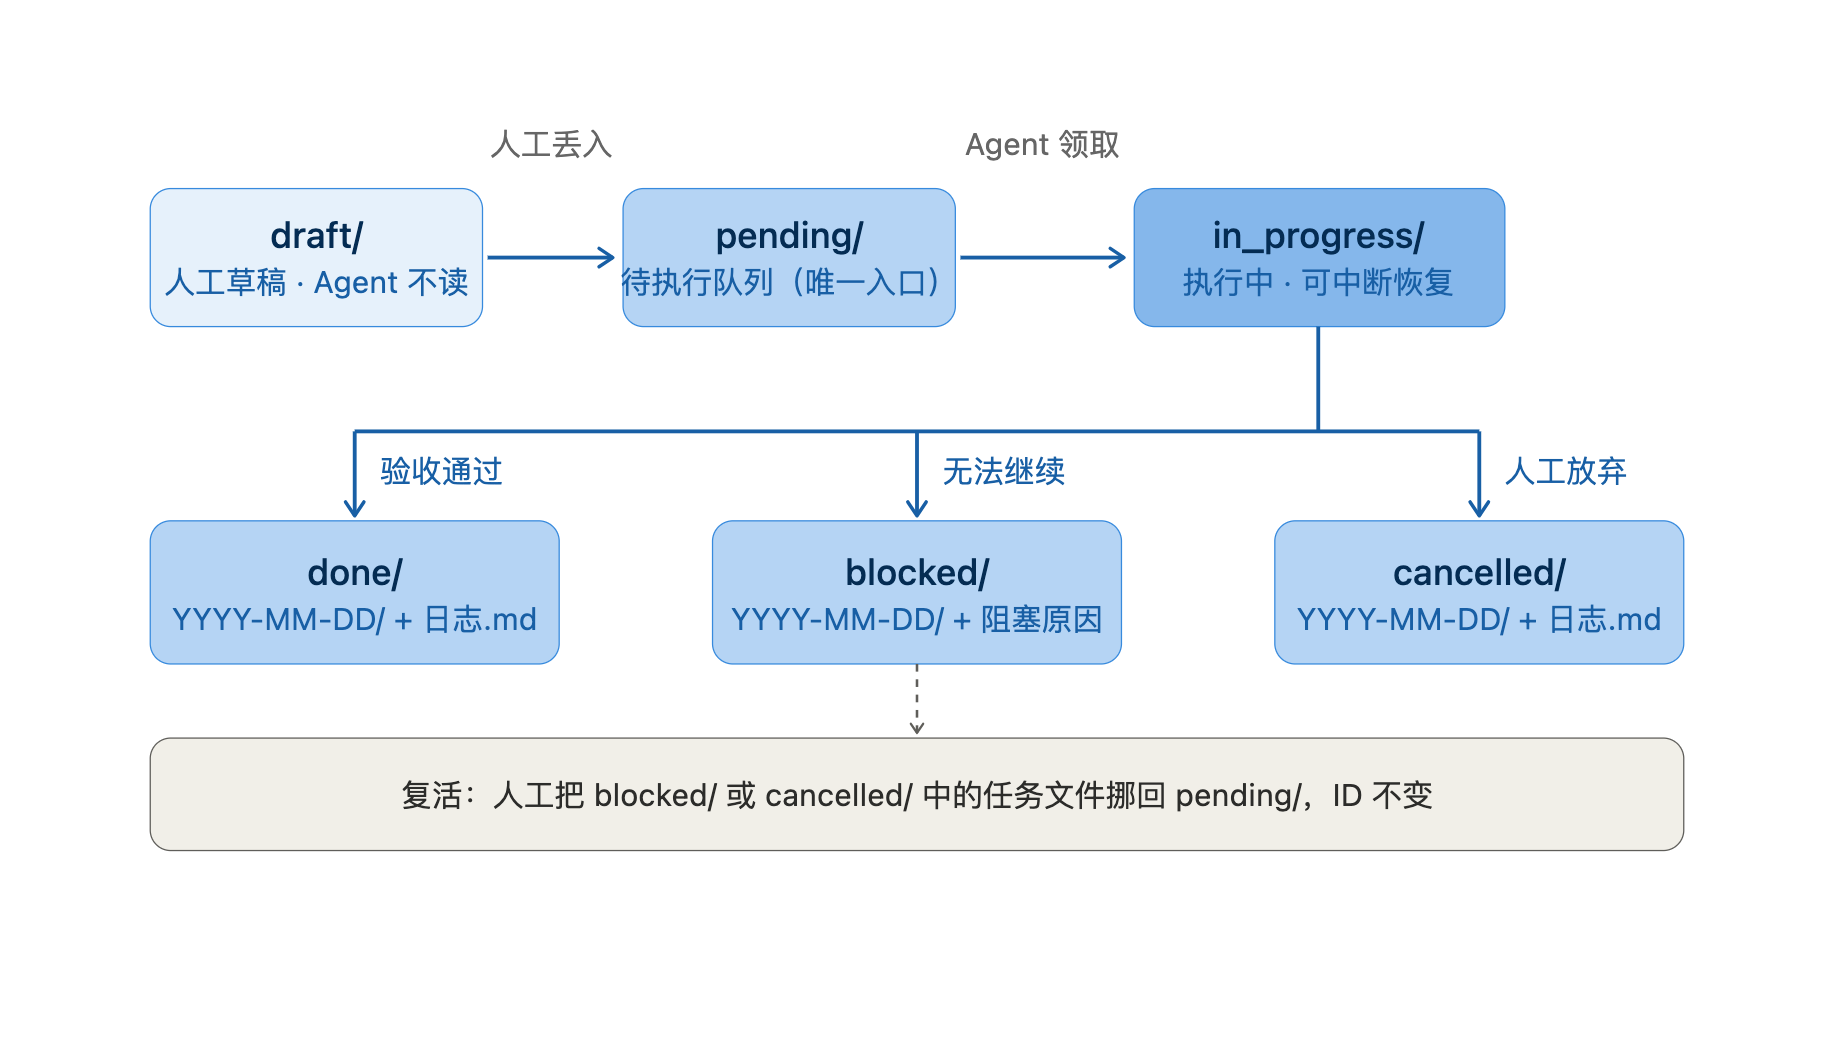 人工丢入
Agent 领取
draft/
人工草稿 · Agent 不读
pending/
待执行队列（唯一入口）
in_progress/
执行中 · 可中断恢复
验收通过
无法继续
人工放弃
done/
YYYY-MM-DD/ + 日志.md
blocked/
YYYY-MM-DD/ + 阻塞原因
cancelled/
YYYY-MM-DD/ + 日志.md
复活：人工把 blocked/ 或 cancelled/ 中的任务文件挪回 pending/，ID 不变